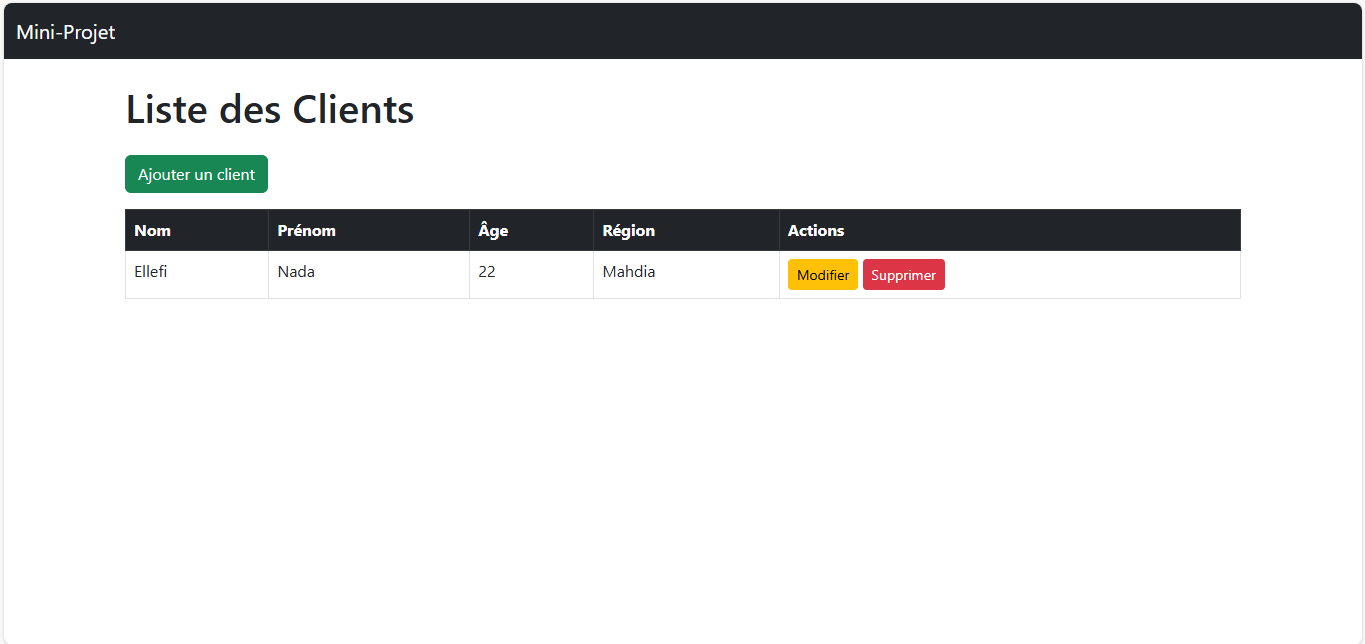 Mini-Projet
Liste des Clients
Ajouter un client
Nom Prénom Âge Région Actions
Ellefi Nada 22 Mahdia Modifier Supprimer